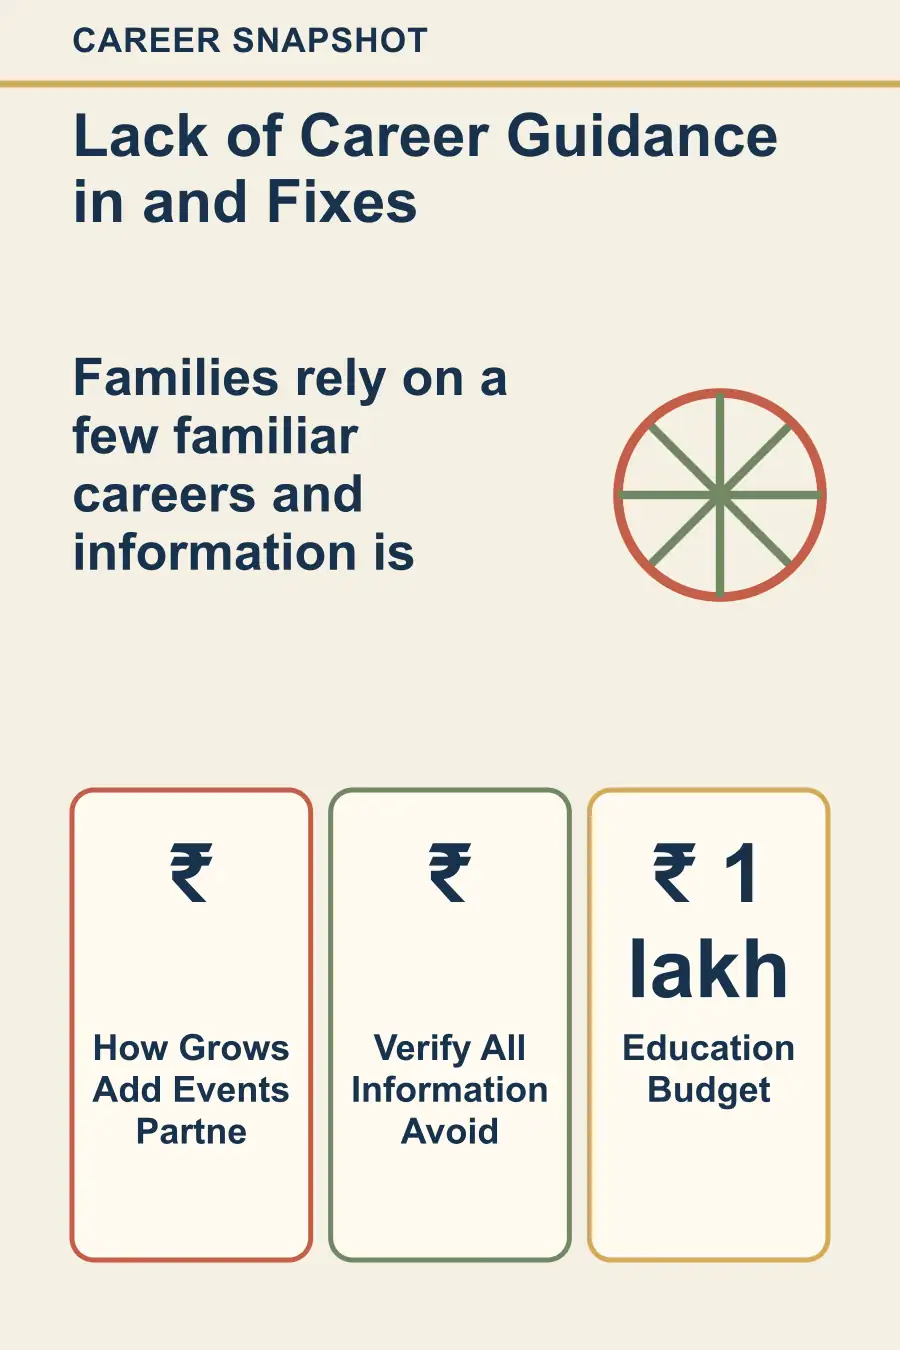 CAREER SNAPSHOT
Lack of Career Guidance
in and Fixes
Families rely on a
few familiar
careers and
information is
₹
How Grows
Add Events
Partne
₹
Verify All
Information
Avoid
₹ 1
lakh
Education
Budget